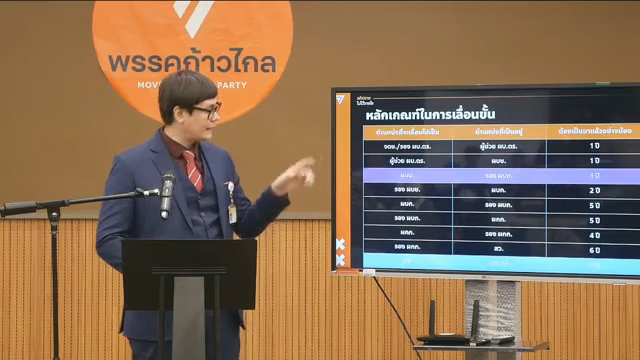 พรรคก้าวไกล
MOVE PARTY
หลักเกณฑ์ในการเลื่อนขั้น
ตำแหน่งที่จะเลื่อนไปเป็น ตำแหน่งที่เป็นอยู่ ต้องเป็นมาแล้วอย่างน้อย
จตช./รอง ผบ.ตร. ผู้ช่วย ผบ.ตร. 1 ปี
ผู้ช่วย ผบ.ตร. ผบช. 1 ปี
ผบช. รอง ผบช. 1 ปี
รอง ผบช. ผบก. 2 ปี
ผบก. รอง ผบก. 5 ปี
รอง ผบก. ผกก. 5 ปี
ผกก. รอง ผกก. 4 ปี
รอง ผกก. สว. 6 ปี